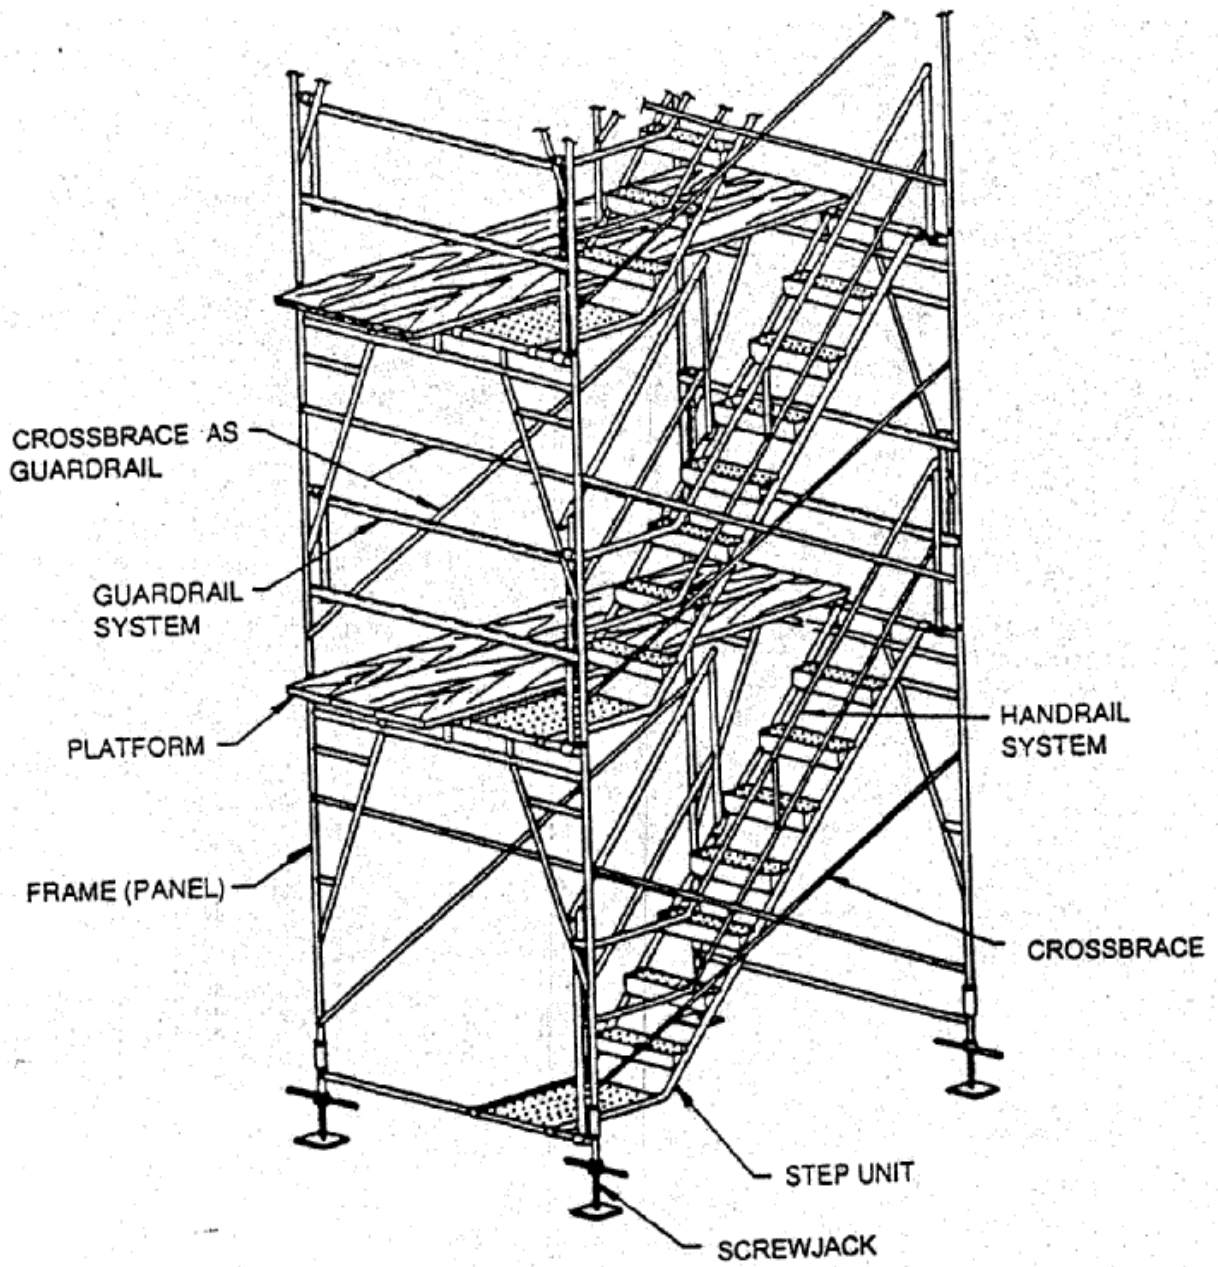 CROSSBRACE AS
GUARDRAIL
GUARDRAIL
SYSTEM
PLATFORM
HANDRAIL
SYSTEM
FRAME (PANEL)
CROSSBRACE
STEP UNIT
SCREWJACK